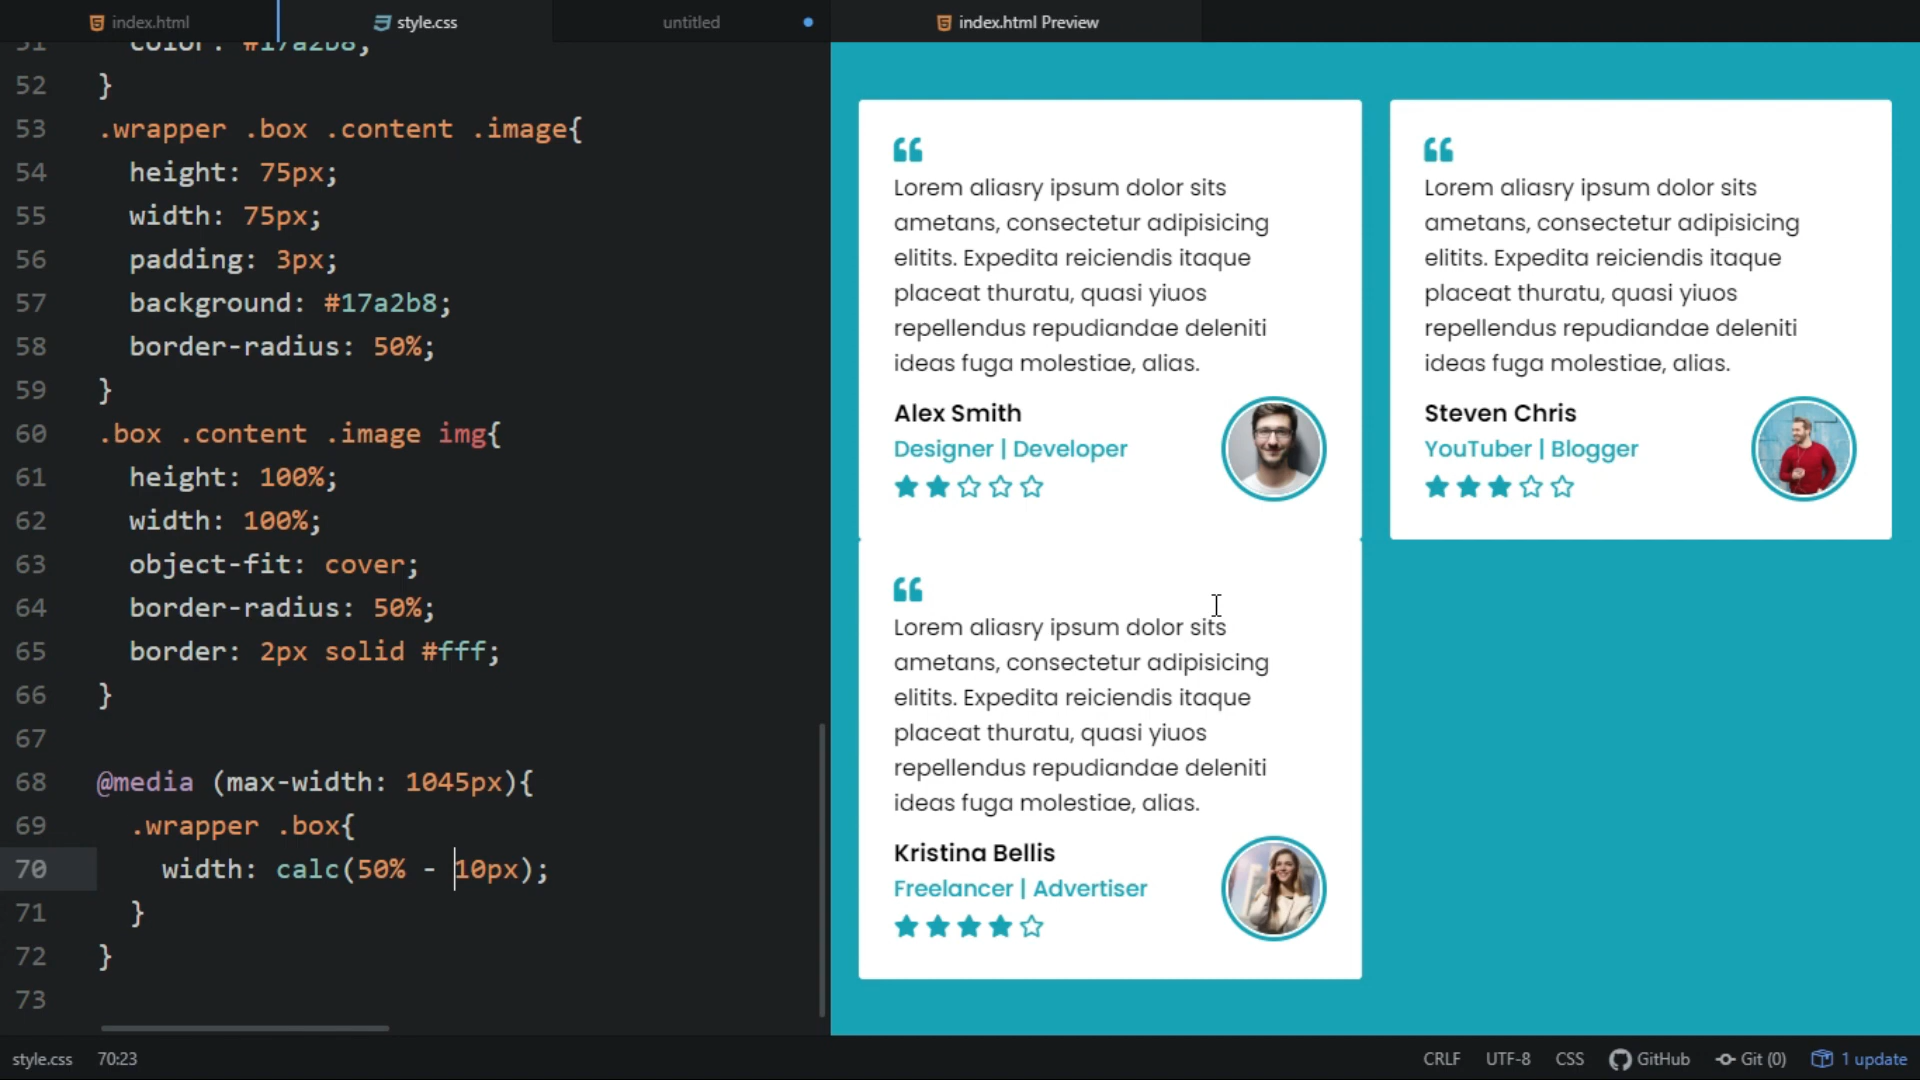 index.html
style.css
untitled
index.html Preview
51 color: #17a2b8;
52 }
53 .wrapper .box .content .image{
54 height: 75px;
55 width: 75px;
56 padding: 3px;
57 background: #17a2b8;
58 border-radius: 50%;
59 }
60 .box .content .image img{
61 height: 100%;
62 width: 100%;
63 object-fit: cover;
64 border-radius: 50%;
65 border: 2px solid #fff;
66 }
67
68 @media (max-width: 1045px){
69 .wrapper .box{
70 width: calc(50% - 10px);
71 }
72 }
73
Lorem aliasry ipsum dolor sits
ametans, consectetur adipisicing
elitits. Expedita reiciendis itaque
placeat thuratu, quasi yiuos
repellendus repudiandae deleniti
ideas fuga molestiae, alias.
Alex Smith
Designer | Developer
Lorem aliasry ipsum dolor sits
ametans, consectetur adipisicing
elitits. Expedita reiciendis itaque
placeat thuratu, quasi yiuos
repellendus repudiandae deleniti
ideas fuga molestiae, alias.
Steven Chris
YouTuber | Blogger
Lorem aliasry ipsum dolor sits
ametans, consectetur adipisicing
elitits. Expedita reiciendis itaque
placeat thuratu, quasi yiuos
repellendus repudiandae deleniti
ideas fuga molestiae, alias.
Kristina Bellis
Freelancer | Advertiser
style.css 70:23
CRLF UTF-8 CSS GitHub Git (0) 1 update